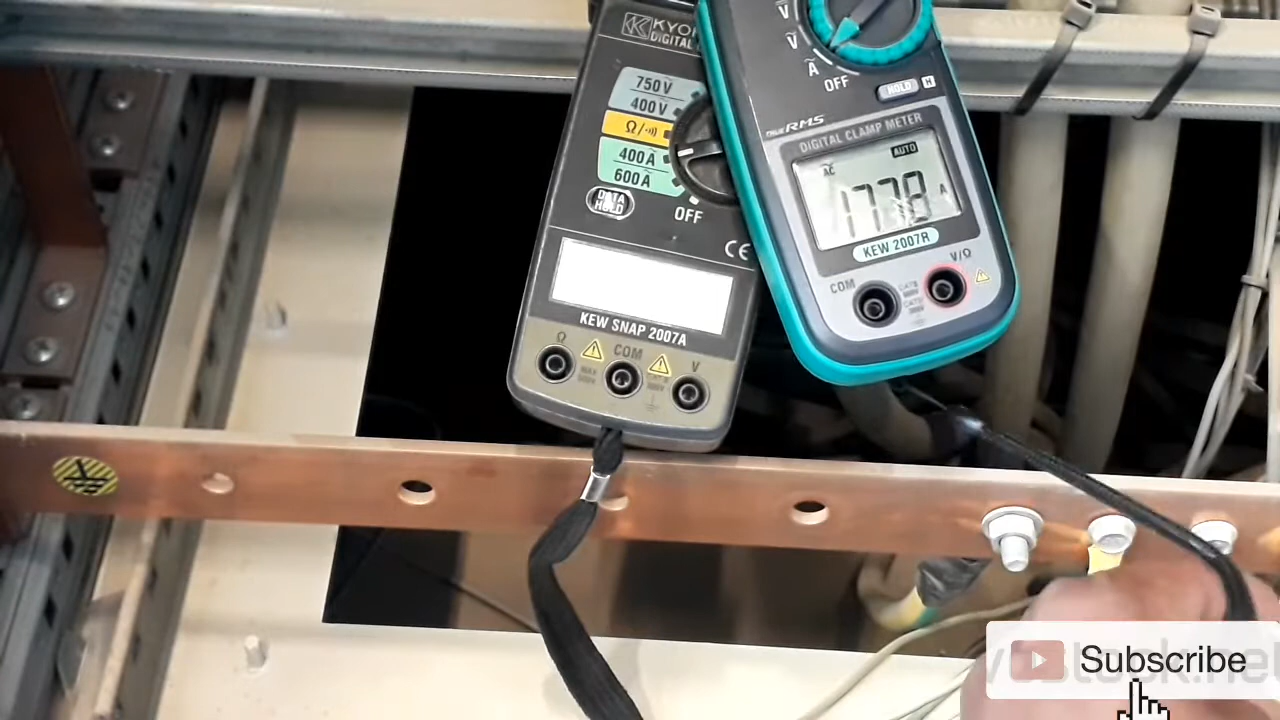 KYO
DIGITAL
750V
400V
Ω/
400A
600A
DATA
HOLD
OFF
CE
KEW SNAP 2007A
Ω
COM
V
V
V
A
OFF
HOLD
H
TRUE RMS
DIGITAL CLAMP METER
AC
AUTO
177.8
A
KEW 2007R
COM
V/Ω
Subscribe